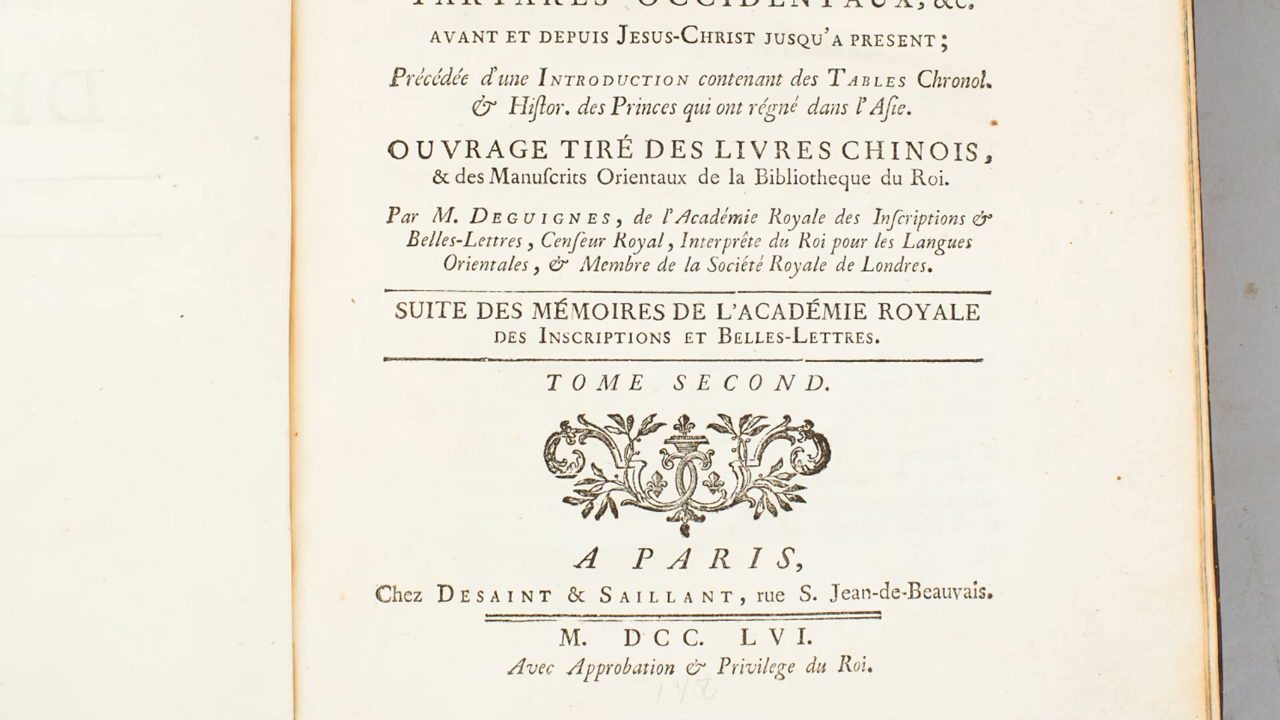 TARTARES OCCIDENTAUX, &c.
AVANT ET DEPUIS JESUS-CHRIST JUSQU'A PRESENT;
Précédée d'une INTRODUCTION contenant des TABLES Chronol.
& Hiſtor. des Princes qui ont régné dans l'Aſie.
OUVRAGE TIRÉ DES LIVRES CHINOIS,
& des Manuſcrits Orientaux de la Bibliotheque du Roi.
Par M. DEGUIGNES, de l'Académie Royale des Inſcriptions &
Belles-Lettres, Cenſeur Royal, Interprête du Roi pour les Langues
Orientales, & Membre de la Société Royale de Londres.
SUITE DES MÉMOIRES DE L'ACADÉMIE ROYALE
DES INSCRIPTIONS ET BELLES-LETTRES.
TOME SECOND.
A PARIS,
Chez DESAINT & SAILLANT, rue S. Jean-de-Beauvais.
M. DCC. LVI.
Avec Approbation & Privilege du Roi.